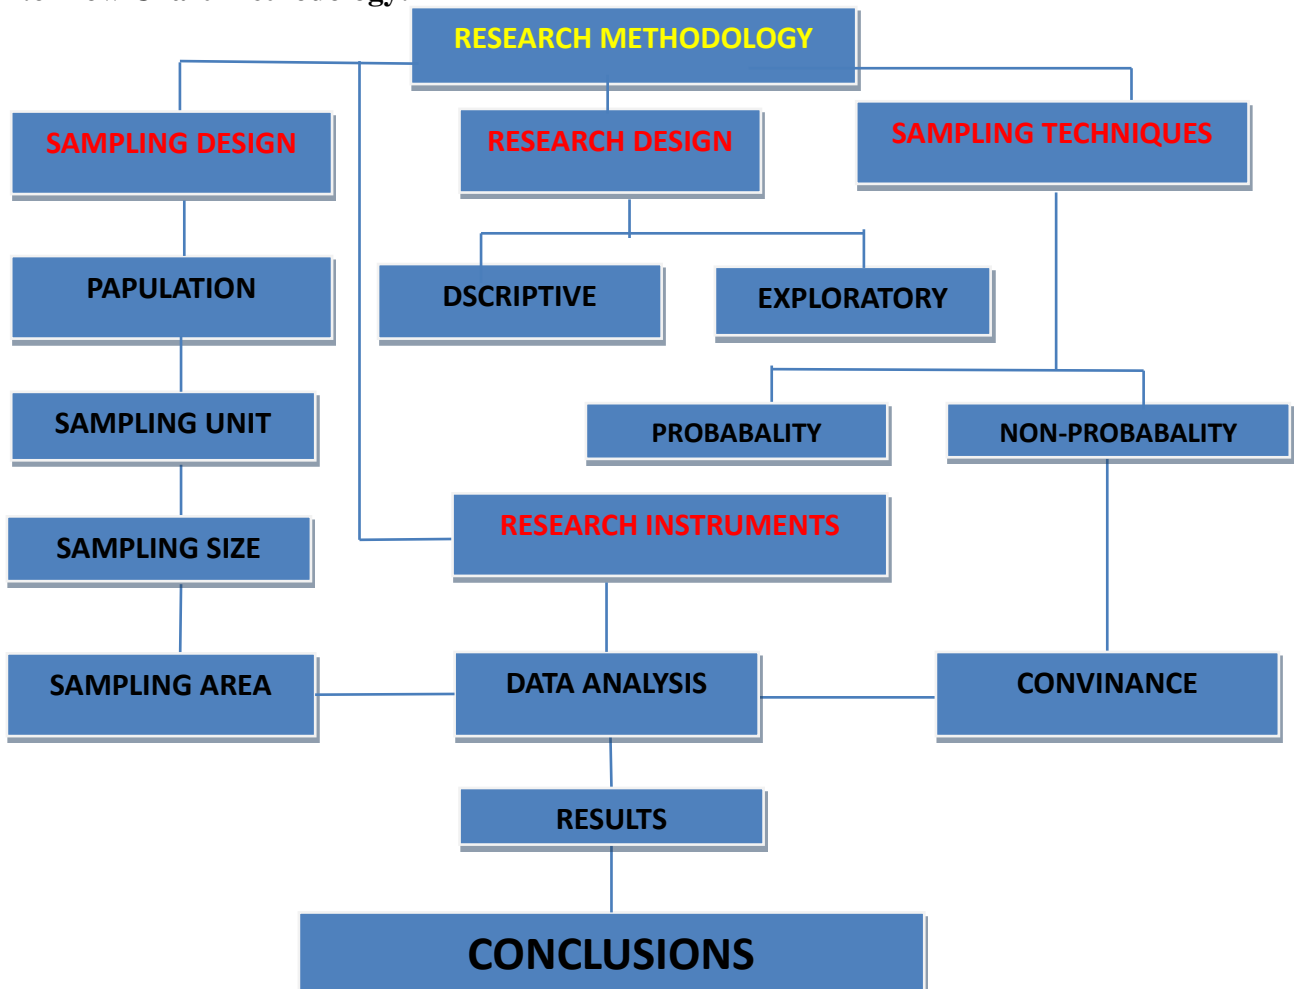 RESEARCH METHODOLOGY
SAMPLING DESIGN
RESEARCH DESIGN
SAMPLING TECHNIQUES
PAPULATION
DSCRIPTIVE
EXPLORATORY
SAMPLING UNIT
PROBABALITY
NON-PROBABALITY
SAMPLING SIZE
RESEARCH INSTRUMENTS
SAMPLING AREA
DATA ANALYSIS
CONVINANCE
RESULTS
CONCLUSIONS